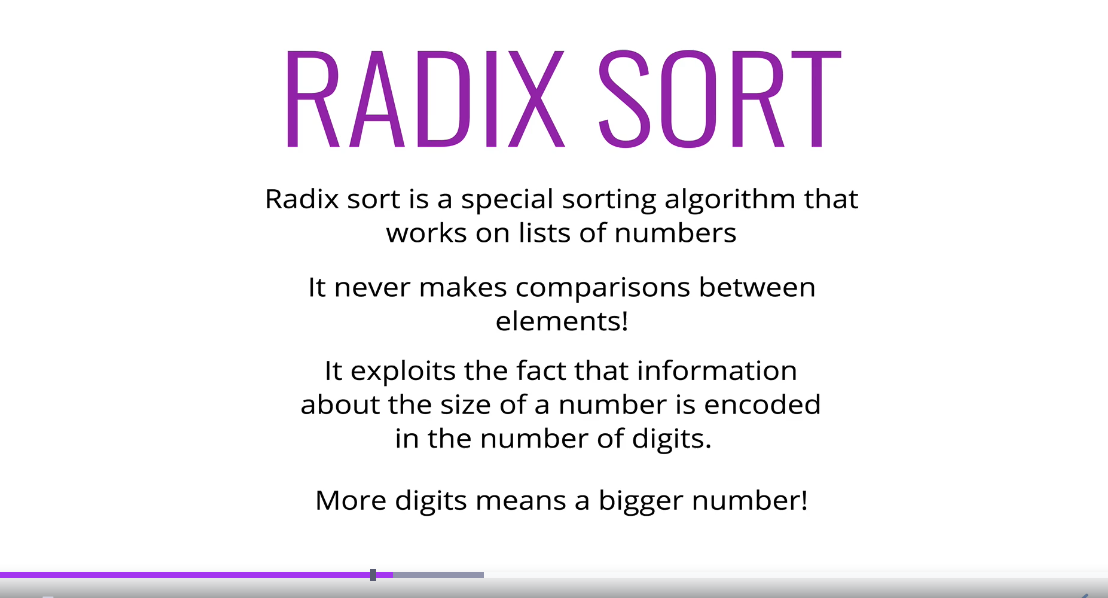 RADIX SORT
Radix sort is a special sorting algorithm that
works on lists of numbers
It never makes comparisons between
elements!
It exploits the fact that information
about the size of a number is encoded
in the number of digits.
More digits means a bigger number!